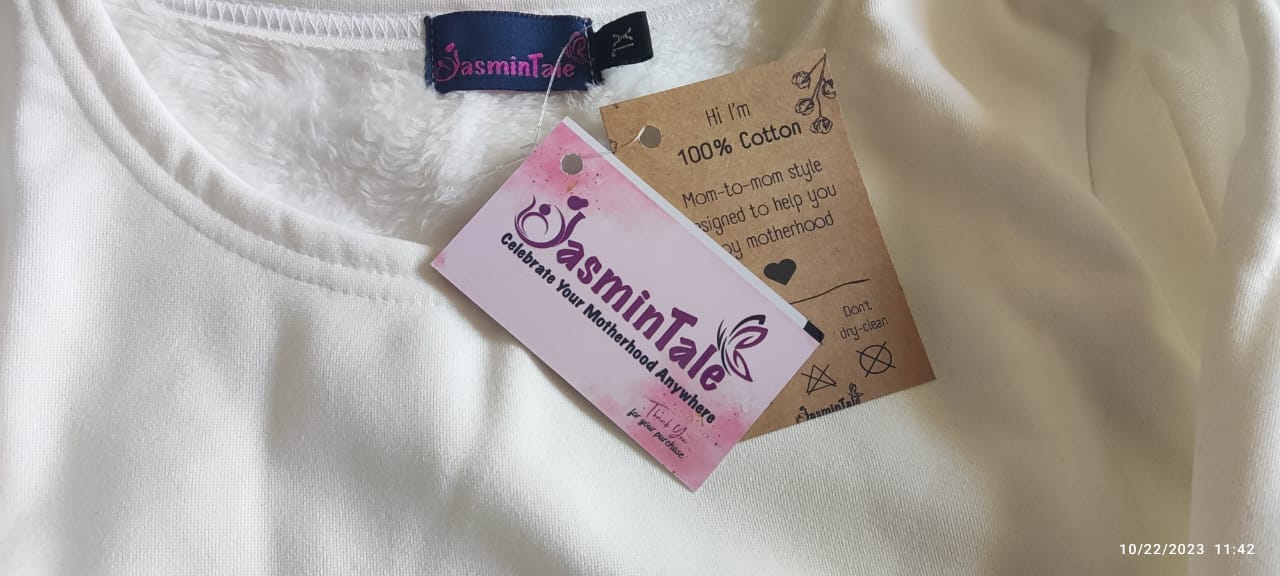 JasminTale
Hi I'm
100% Cotton
Mom-to-mom style
signed to help you
motherhood
Don't
dry-clean
JasminTale
JasminTale
Celebrate Your Motherhood Anywhere
Thank You
for your purchase
10/22/2023 11:42